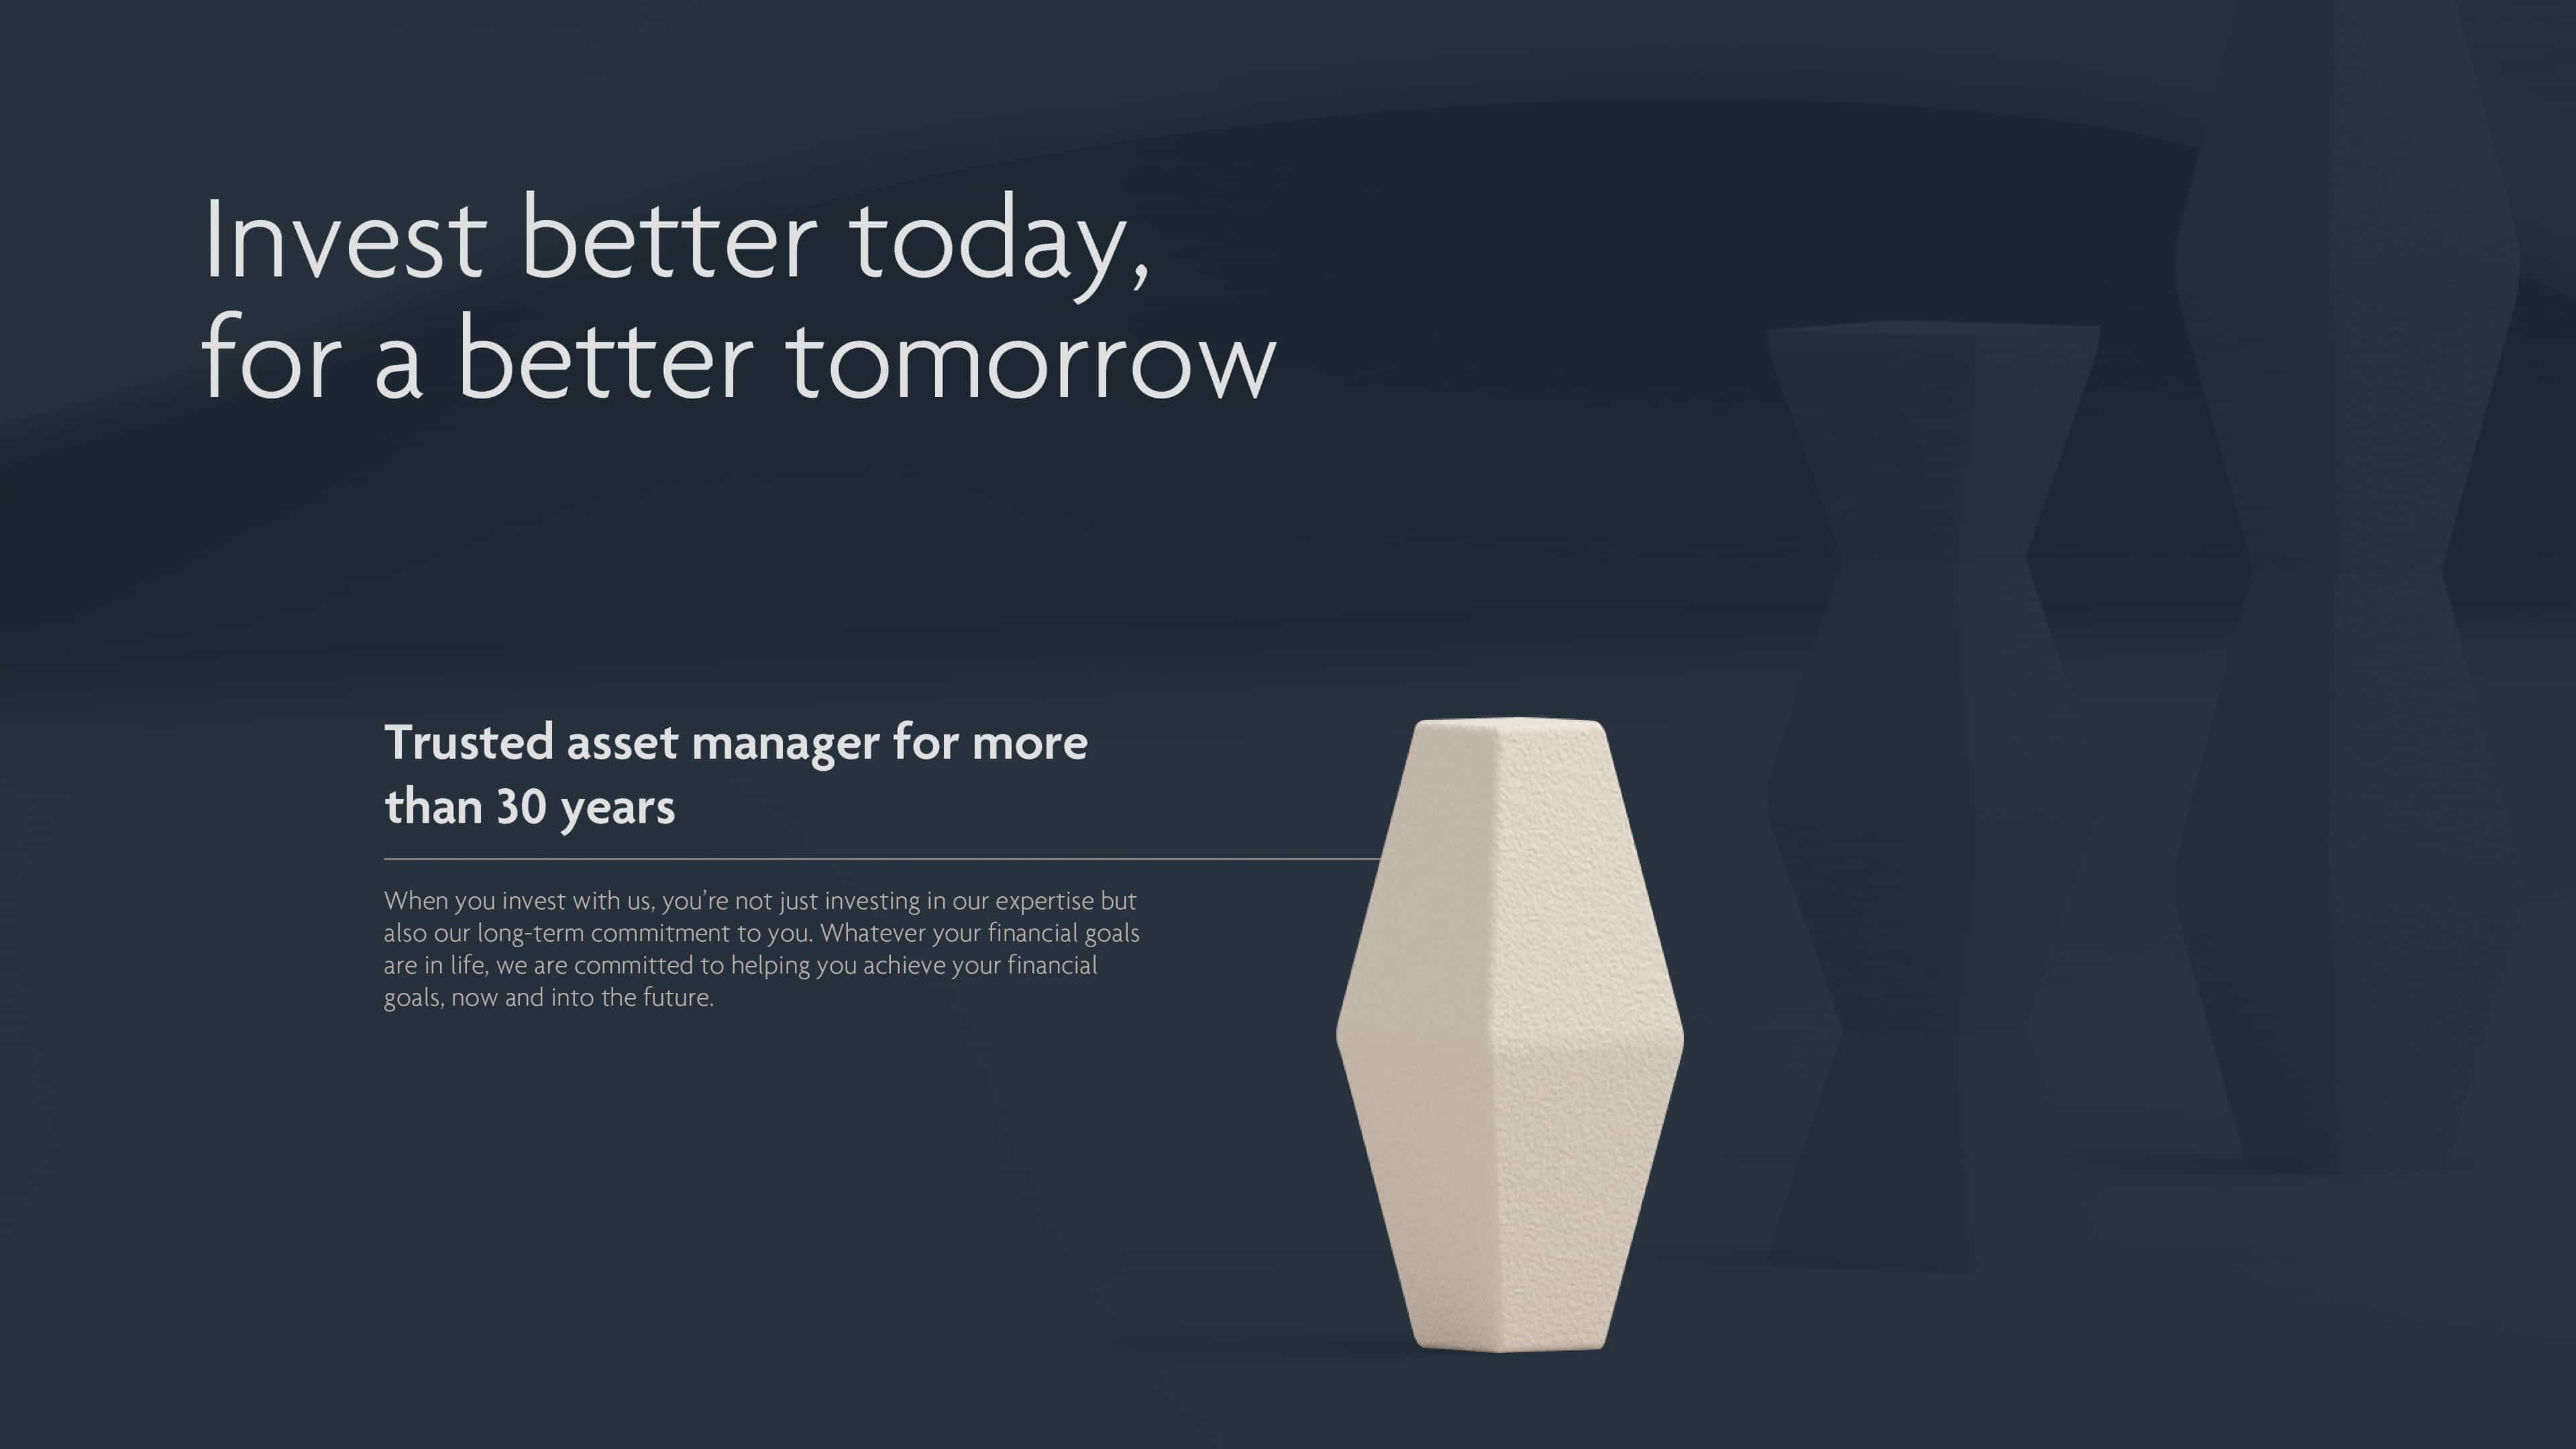 Invest better today,
for a better tomorrow
Trusted asset manager for more
than 30 years
When you invest with us, you’re not just investing in our expertise but
also our long-term commitment to you. Whatever your financial goals
are in life, we are committed to helping you achieve your financial
goals, now and into the future.